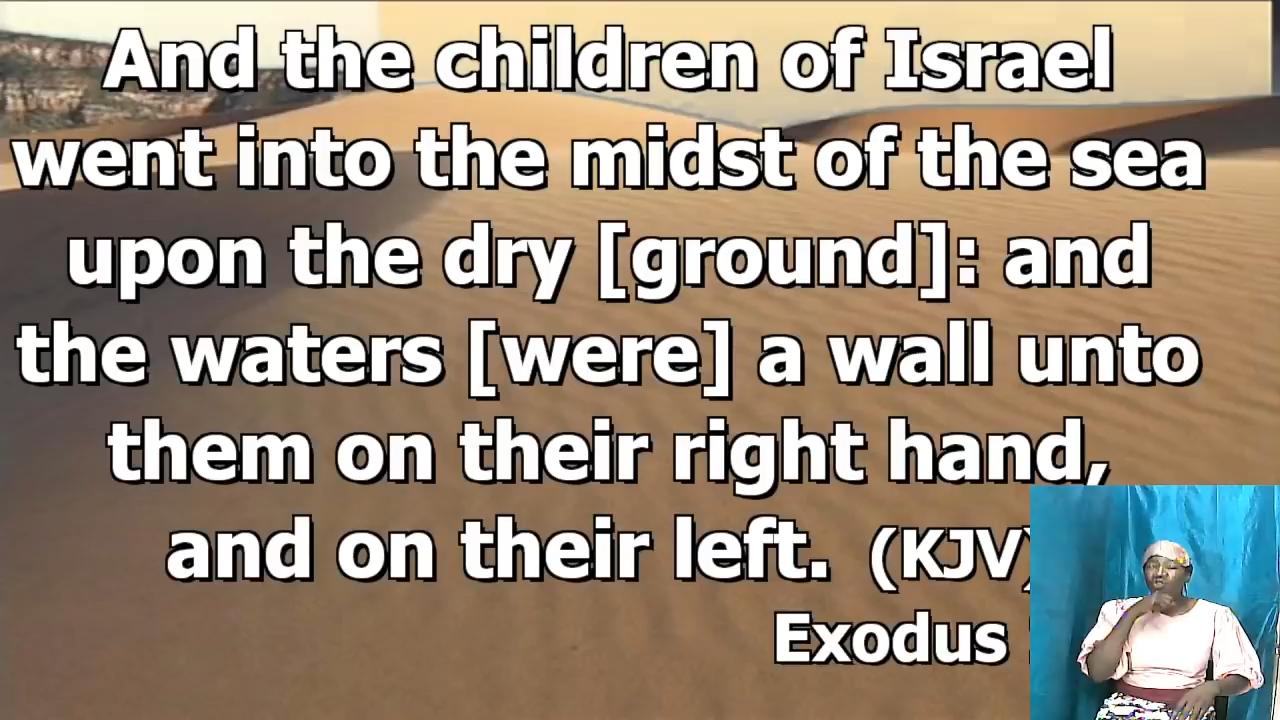 And the children of Israel
went into the midst of the sea
upon the dry [ground]: and
the waters [were] a wall unto
them on their right hand,
and on their left. (KJV)
Exodus